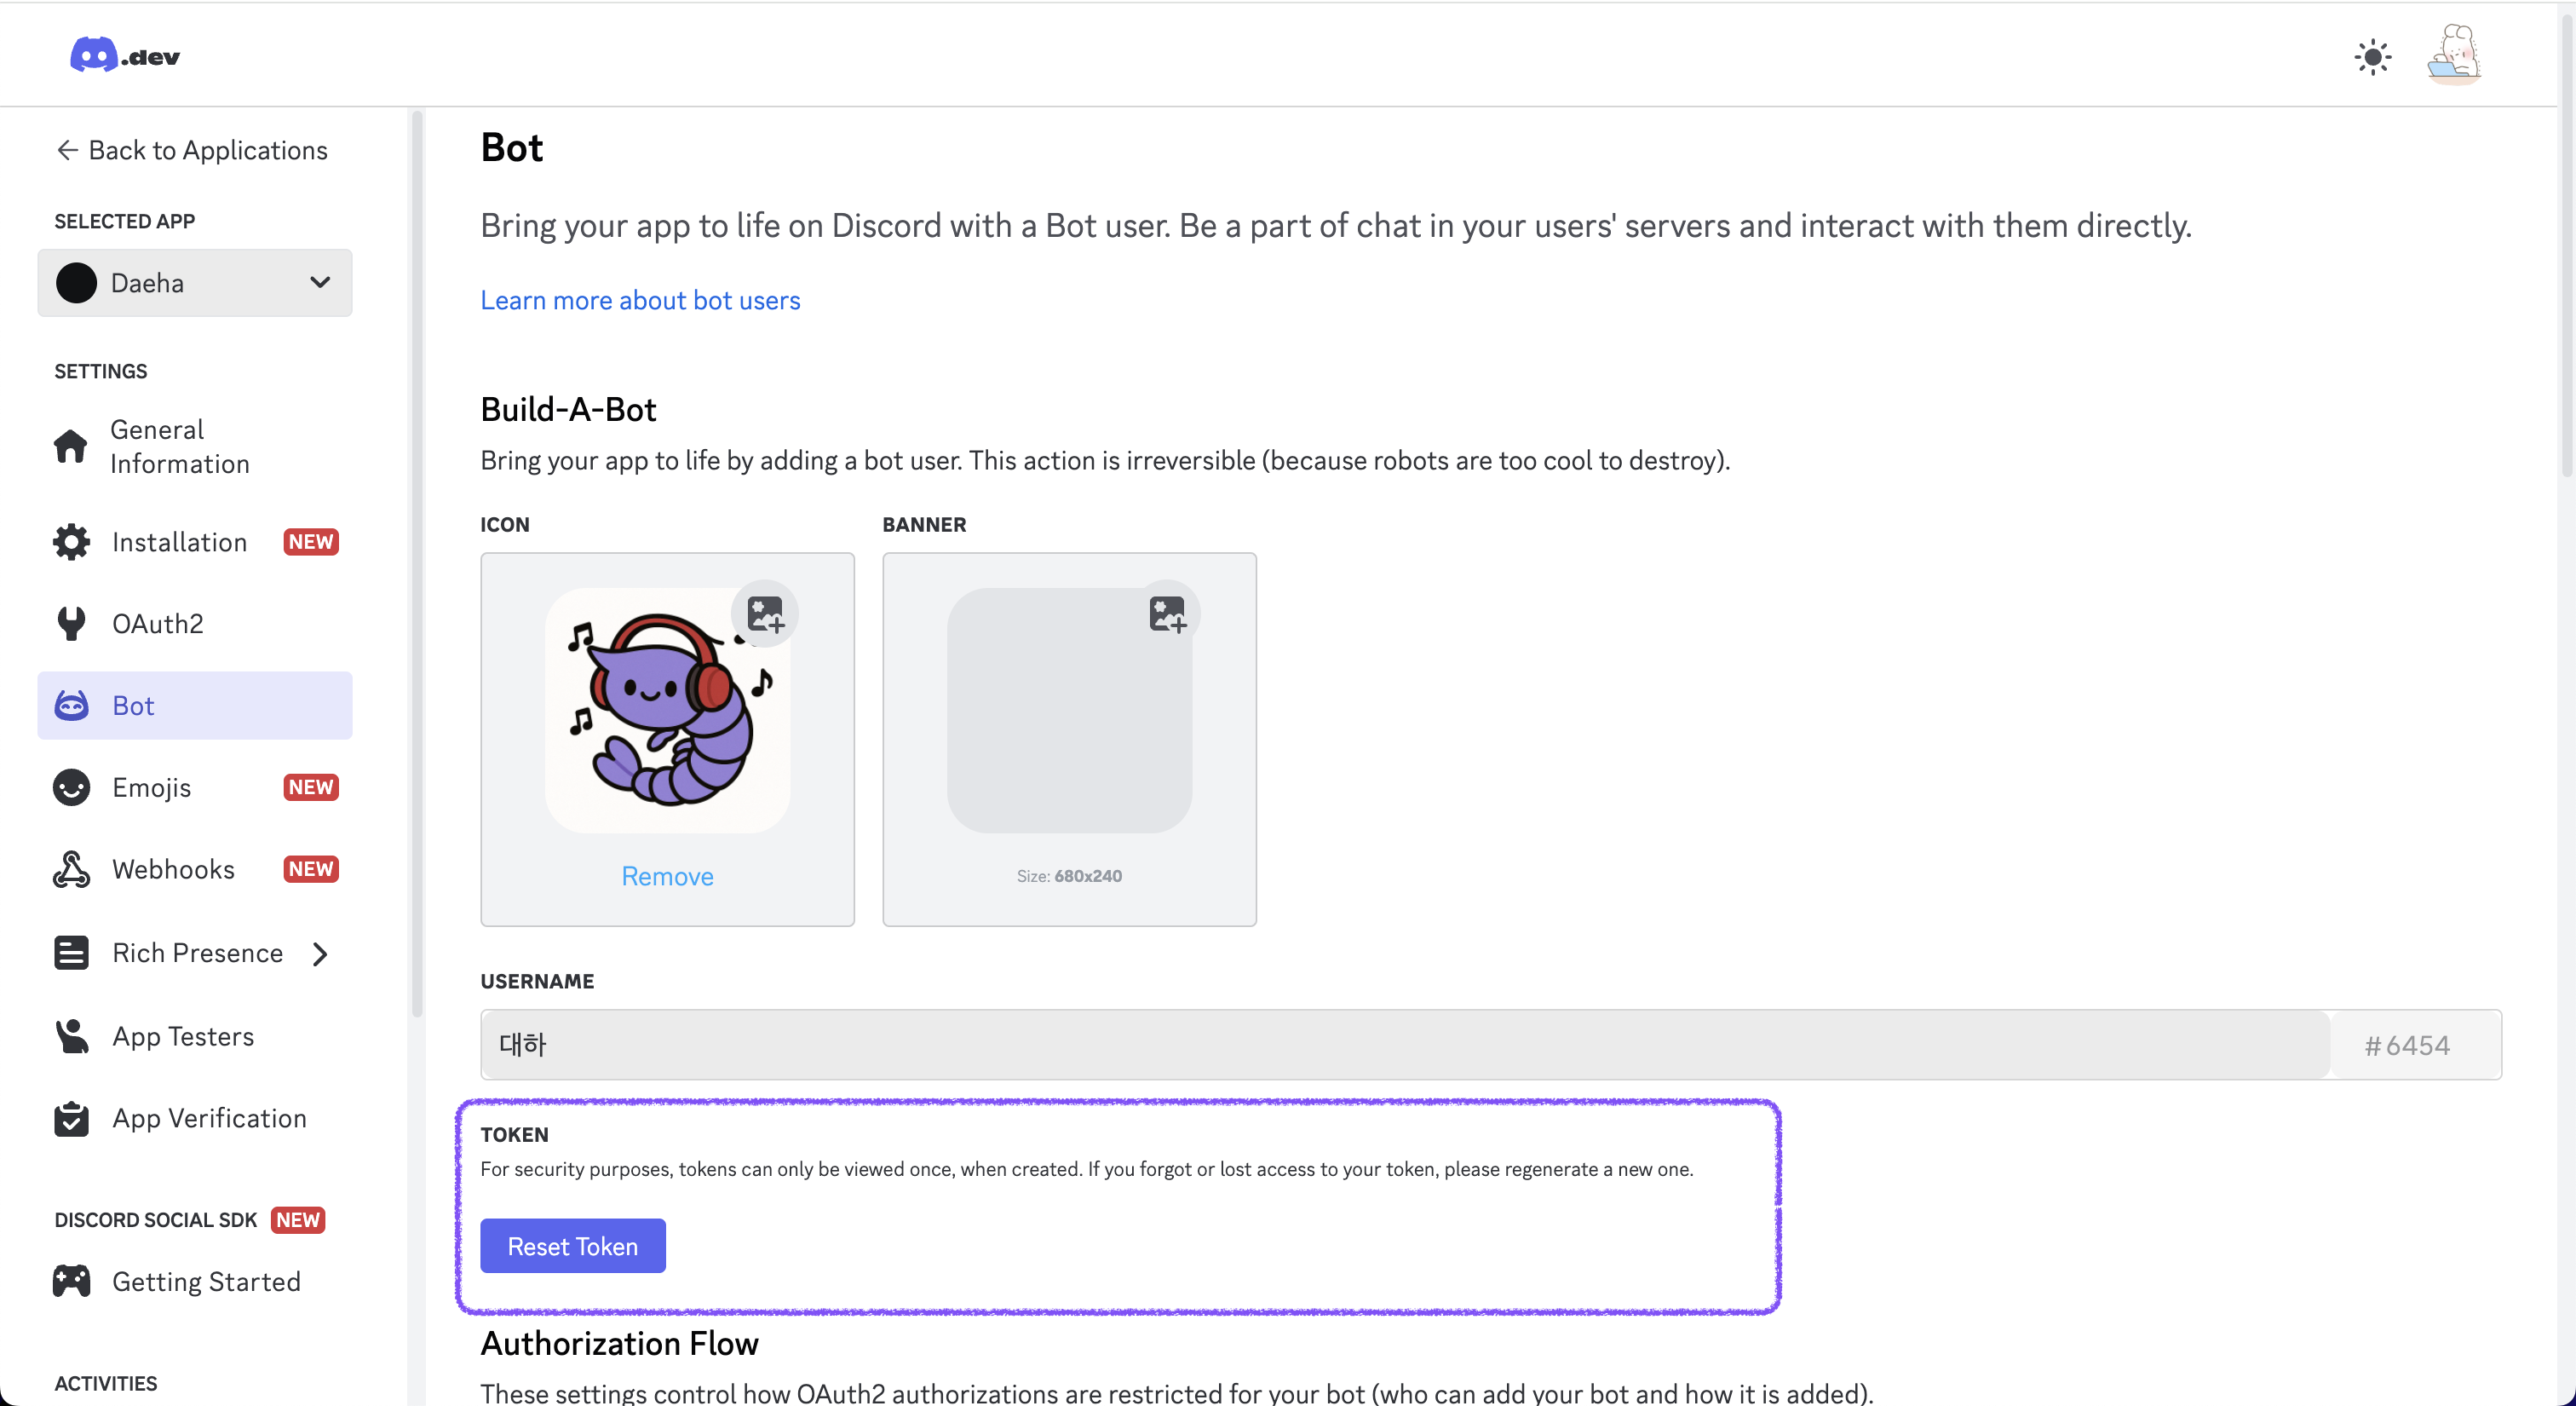 .dev
Back to Applications
SELECTED APP
Daeha
SETTINGS
General
Information
Installation NEW
OAuth2
Bot
Emojis NEW
Webhooks NEW
Rich Presence
App Testers
App Verification
DISCORD SOCIAL SDK NEW
Getting Started
ACTIVITIES
Bot
Bring your app to life on Discord with a Bot user. Be a part of chat in your users' servers and interact with them directly.
Learn more about bot users
Build-A-Bot
Bring your app to life by adding a bot user. This action is irreversible (because robots are too cool to destroy).
ICON
BANNER
Remove
Size: 680x240
USERNAME
대하
#6454
TOKEN
For security purposes, tokens can only be viewed once, when created. If you forgot or lost access to your token, please regenerate a new one.
Reset Token
Authorization Flow
These settings control how OAuth2 authorizations are restricted for your bot (who can add your bot and how it is added).